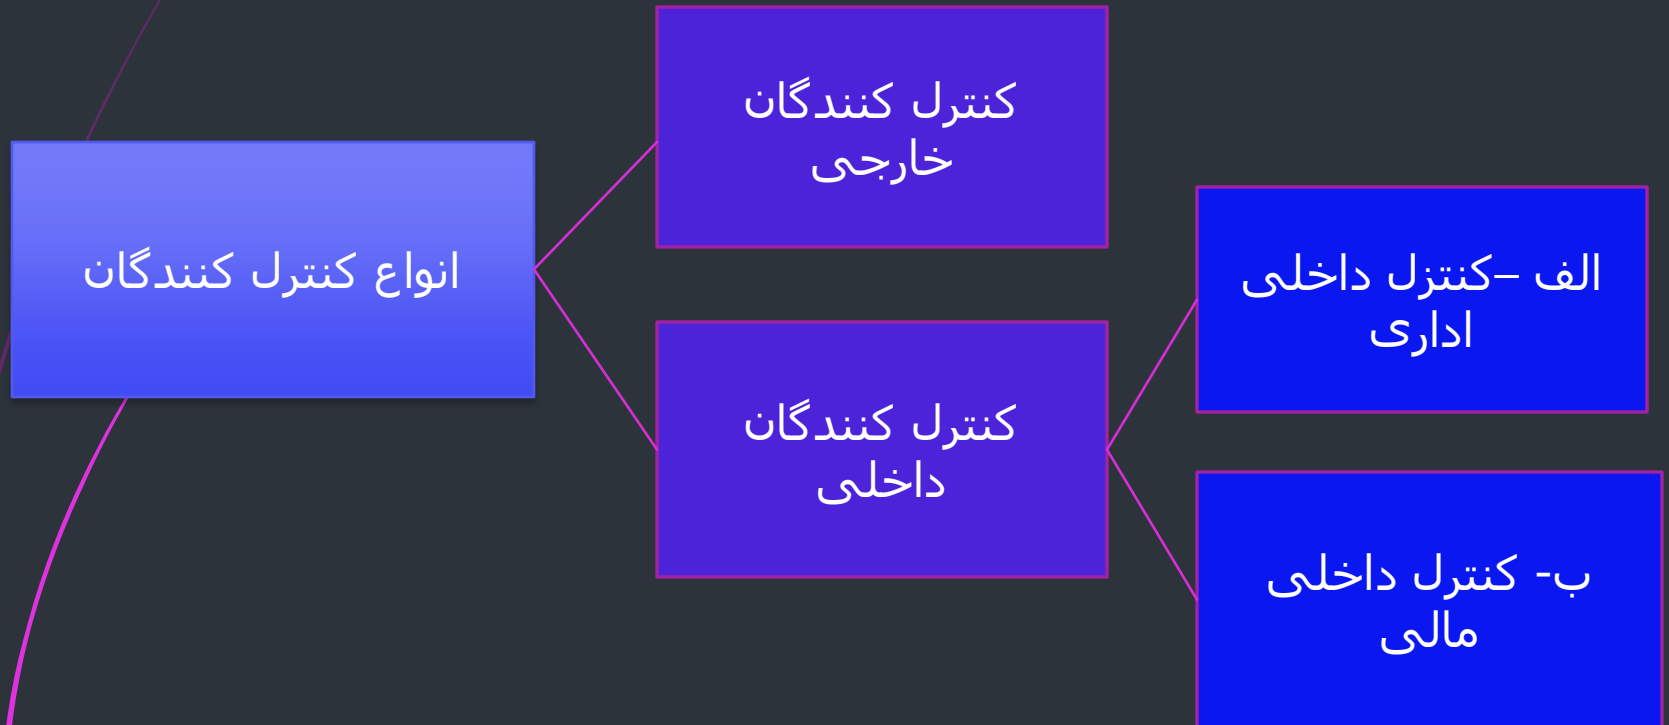 انواع کنترل کنندگان
کنترل کنندگان
خارجی
کنترل کنندگان
داخلی
الف –کنتزل داخلی
اداری
ب- کنترل داخلی
مالی